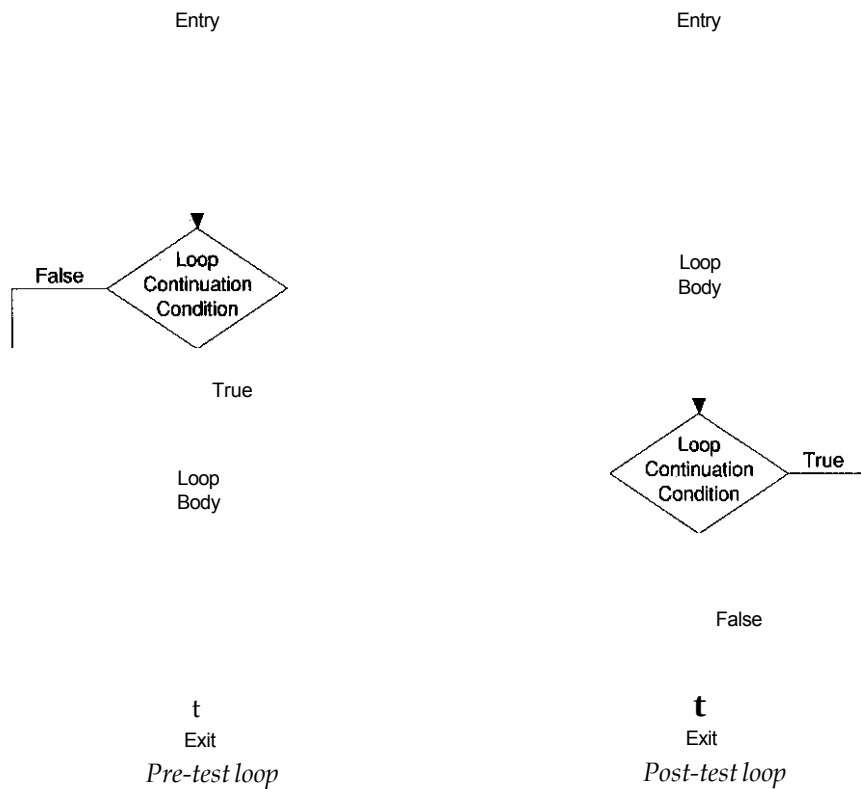 Entry
False
Loop
Continuation
Condition
True
Loop
Body
t
Exit
Pre-test loop
Entry
Loop
Body
Loop
Continuation
Condition
True
False
t
Exit
Post-test loop